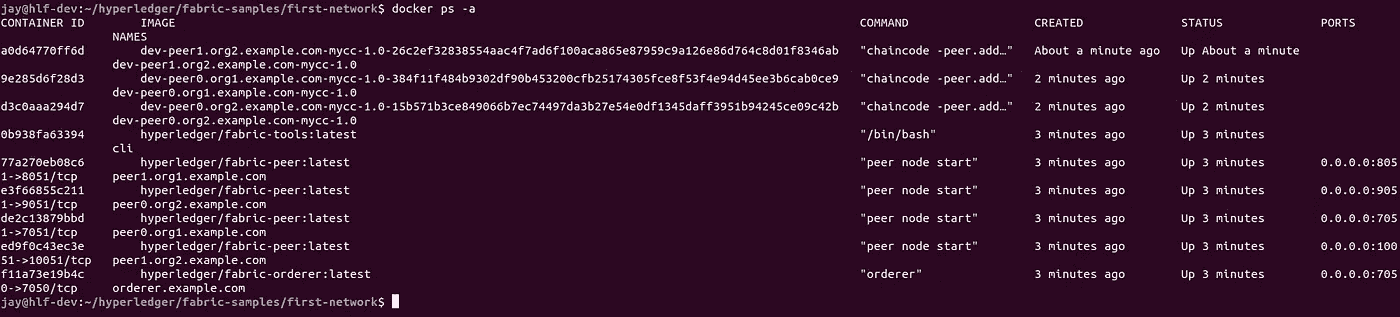 jay@hlf-dev:~/hyperledger/fabric-samples/first-network$ docker ps -a
CONTAINER ID        IMAGE                                                                                                  COMMAND                  CREATED              STATUS              PORTS
                    NAMES
a0d64770ff6d        dev-peer1.org2.example.com-mycc-1.0-26c2ef32838554aac4f7ad6f100aca865e87959c9a126e86d764c8d01f8346ab   "chaincode -peer.add…"   About a minute ago   Up About a minute
                    dev-peer1.org2.example.com-mycc-1.0
9e285d6f28d3        dev-peer0.org1.example.com-mycc-1.0-384f11f484b9302df90b453200cfb25174305fce8f53f4e94d45ee3b6cab0ce9   "chaincode -peer.add…"   2 minutes ago        Up 2 minutes
                    dev-peer0.org1.example.com-mycc-1.0
d3c0aaa294d7        dev-peer0.org2.example.com-mycc-1.0-15b571b3ce849066b7ec74497da3b27e54e0df1345daff3951b94245ce09c42b   "chaincode -peer.add…"   2 minutes ago        Up 2 minutes
                    dev-peer0.org2.example.com-mycc-1.0
0b938fa63394        hyperledger/fabric-tools:latest                                                                        "/bin/bash"              3 minutes ago        Up 3 minutes
                    cli
77a270eb08c6        hyperledger/fabric-peer:latest                                                                         "peer node start"        3 minutes ago        Up 3 minutes        0.0.0.0:805
1->8051/tcp         peer1.org1.example.com
e3f66855c211        hyperledger/fabric-peer:latest                                                                         "peer node start"        3 minutes ago        Up 3 minutes        0.0.0.0:905
1->9051/tcp         peer0.org2.example.com
de2c13879bbd        hyperledger/fabric-peer:latest                                                                         "peer node start"        3 minutes ago        Up 3 minutes        0.0.0.0:705
1->7051/tcp         peer0.org1.example.com
ed9f0c43ec3e        hyperledger/fabric-peer:latest                                                                         "peer node start"        3 minutes ago        Up 3 minutes        0.0.0.0:100
51->10051/tcp       peer1.org2.example.com
f11a73e19b4c        hyperledger/fabric-orderer:latest                                                                      "orderer"                3 minutes ago        Up 3 minutes        0.0.0.0:705
0->7050/tcp         orderer.example.com
jay@hlf-dev:~/hyperledger/fabric-samples/first-network$